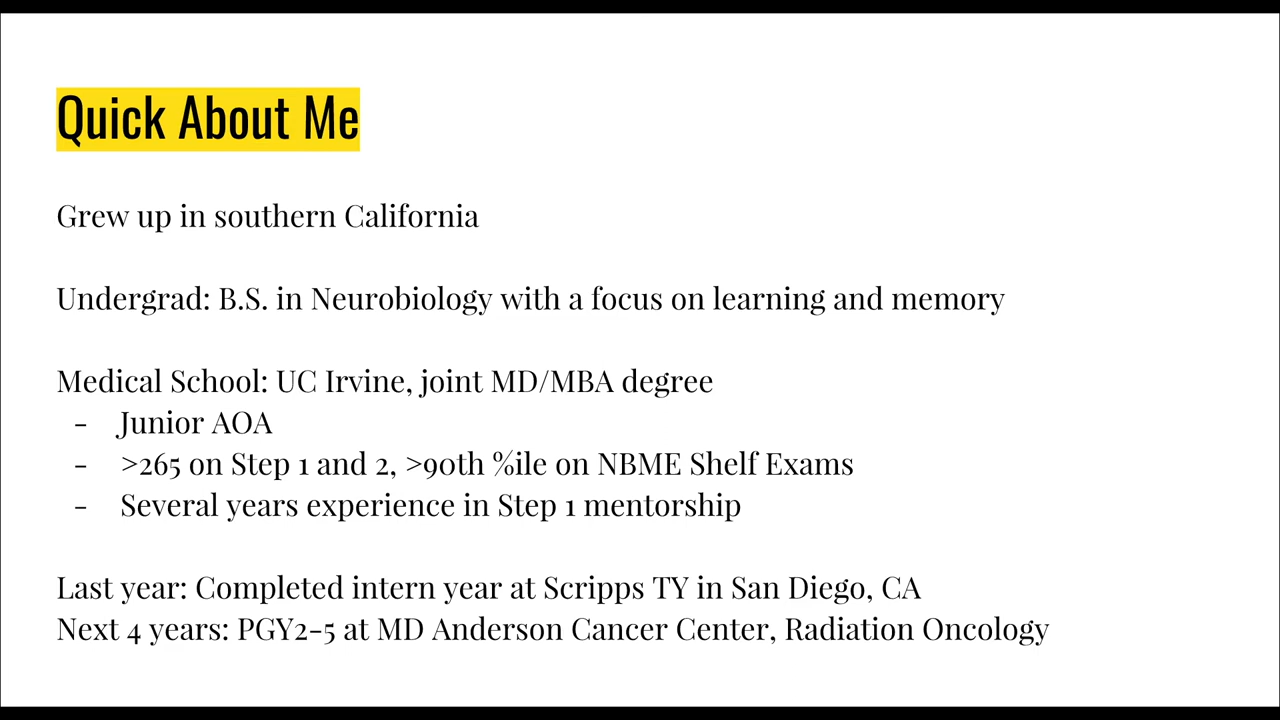 Quick About Me
Grew up in southern California
Undergrad: B.S. in Neurobiology with a focus on learning and memory
Medical School: UC Irvine, joint MD/MBA degree
- Junior AOA
- >265 on Step 1 and 2, >90th %ile on NBME Shelf Exams
- Several years experience in Step 1 mentorship
Last year: Completed intern year at Scripps TY in San Diego, CA
Next 4 years: PGY2-5 at MD Anderson Cancer Center, Radiation Oncology